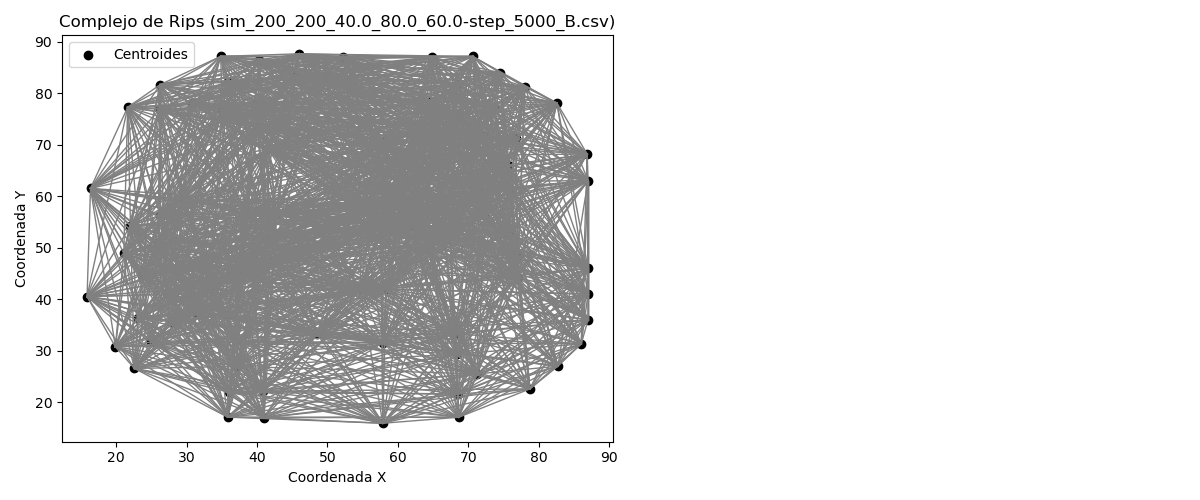 Complejo de Rips (sim_200_200_40.0_80.0_60.0-step_5000_B.csv)
Centroides
90
80
70
60
50
40
30
20
Coordenada Y
20 30 40 50 60 70 80 90
Coordenada X